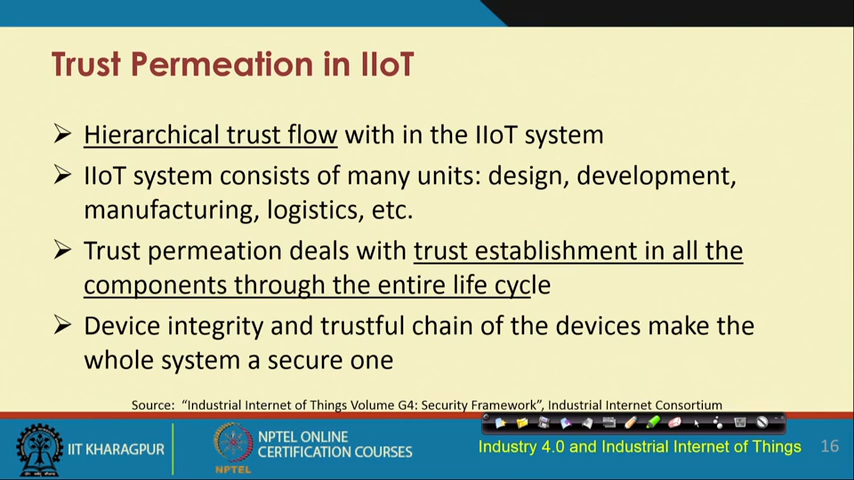 Trust Permeation in IIoT
➢ Hierarchical trust flow with in the IIoT system
➢ IIoT system consists of many units: design, development,
manufacturing, logistics, etc.
➢ Trust permeation deals with trust establishment in all the
components through the entire life cycle
➢ Device integrity and trustful chain of the devices make the
whole system a secure one
Source: "Industrial Internet of Things Volume G4: Security Framework", Industrial Internet Consortium
IIT KHARAGPUR
NPTEL
NPTEL ONLINE
CERTIFICATION COURSES
Industry 4.0 and Industrial Internet of Things
16